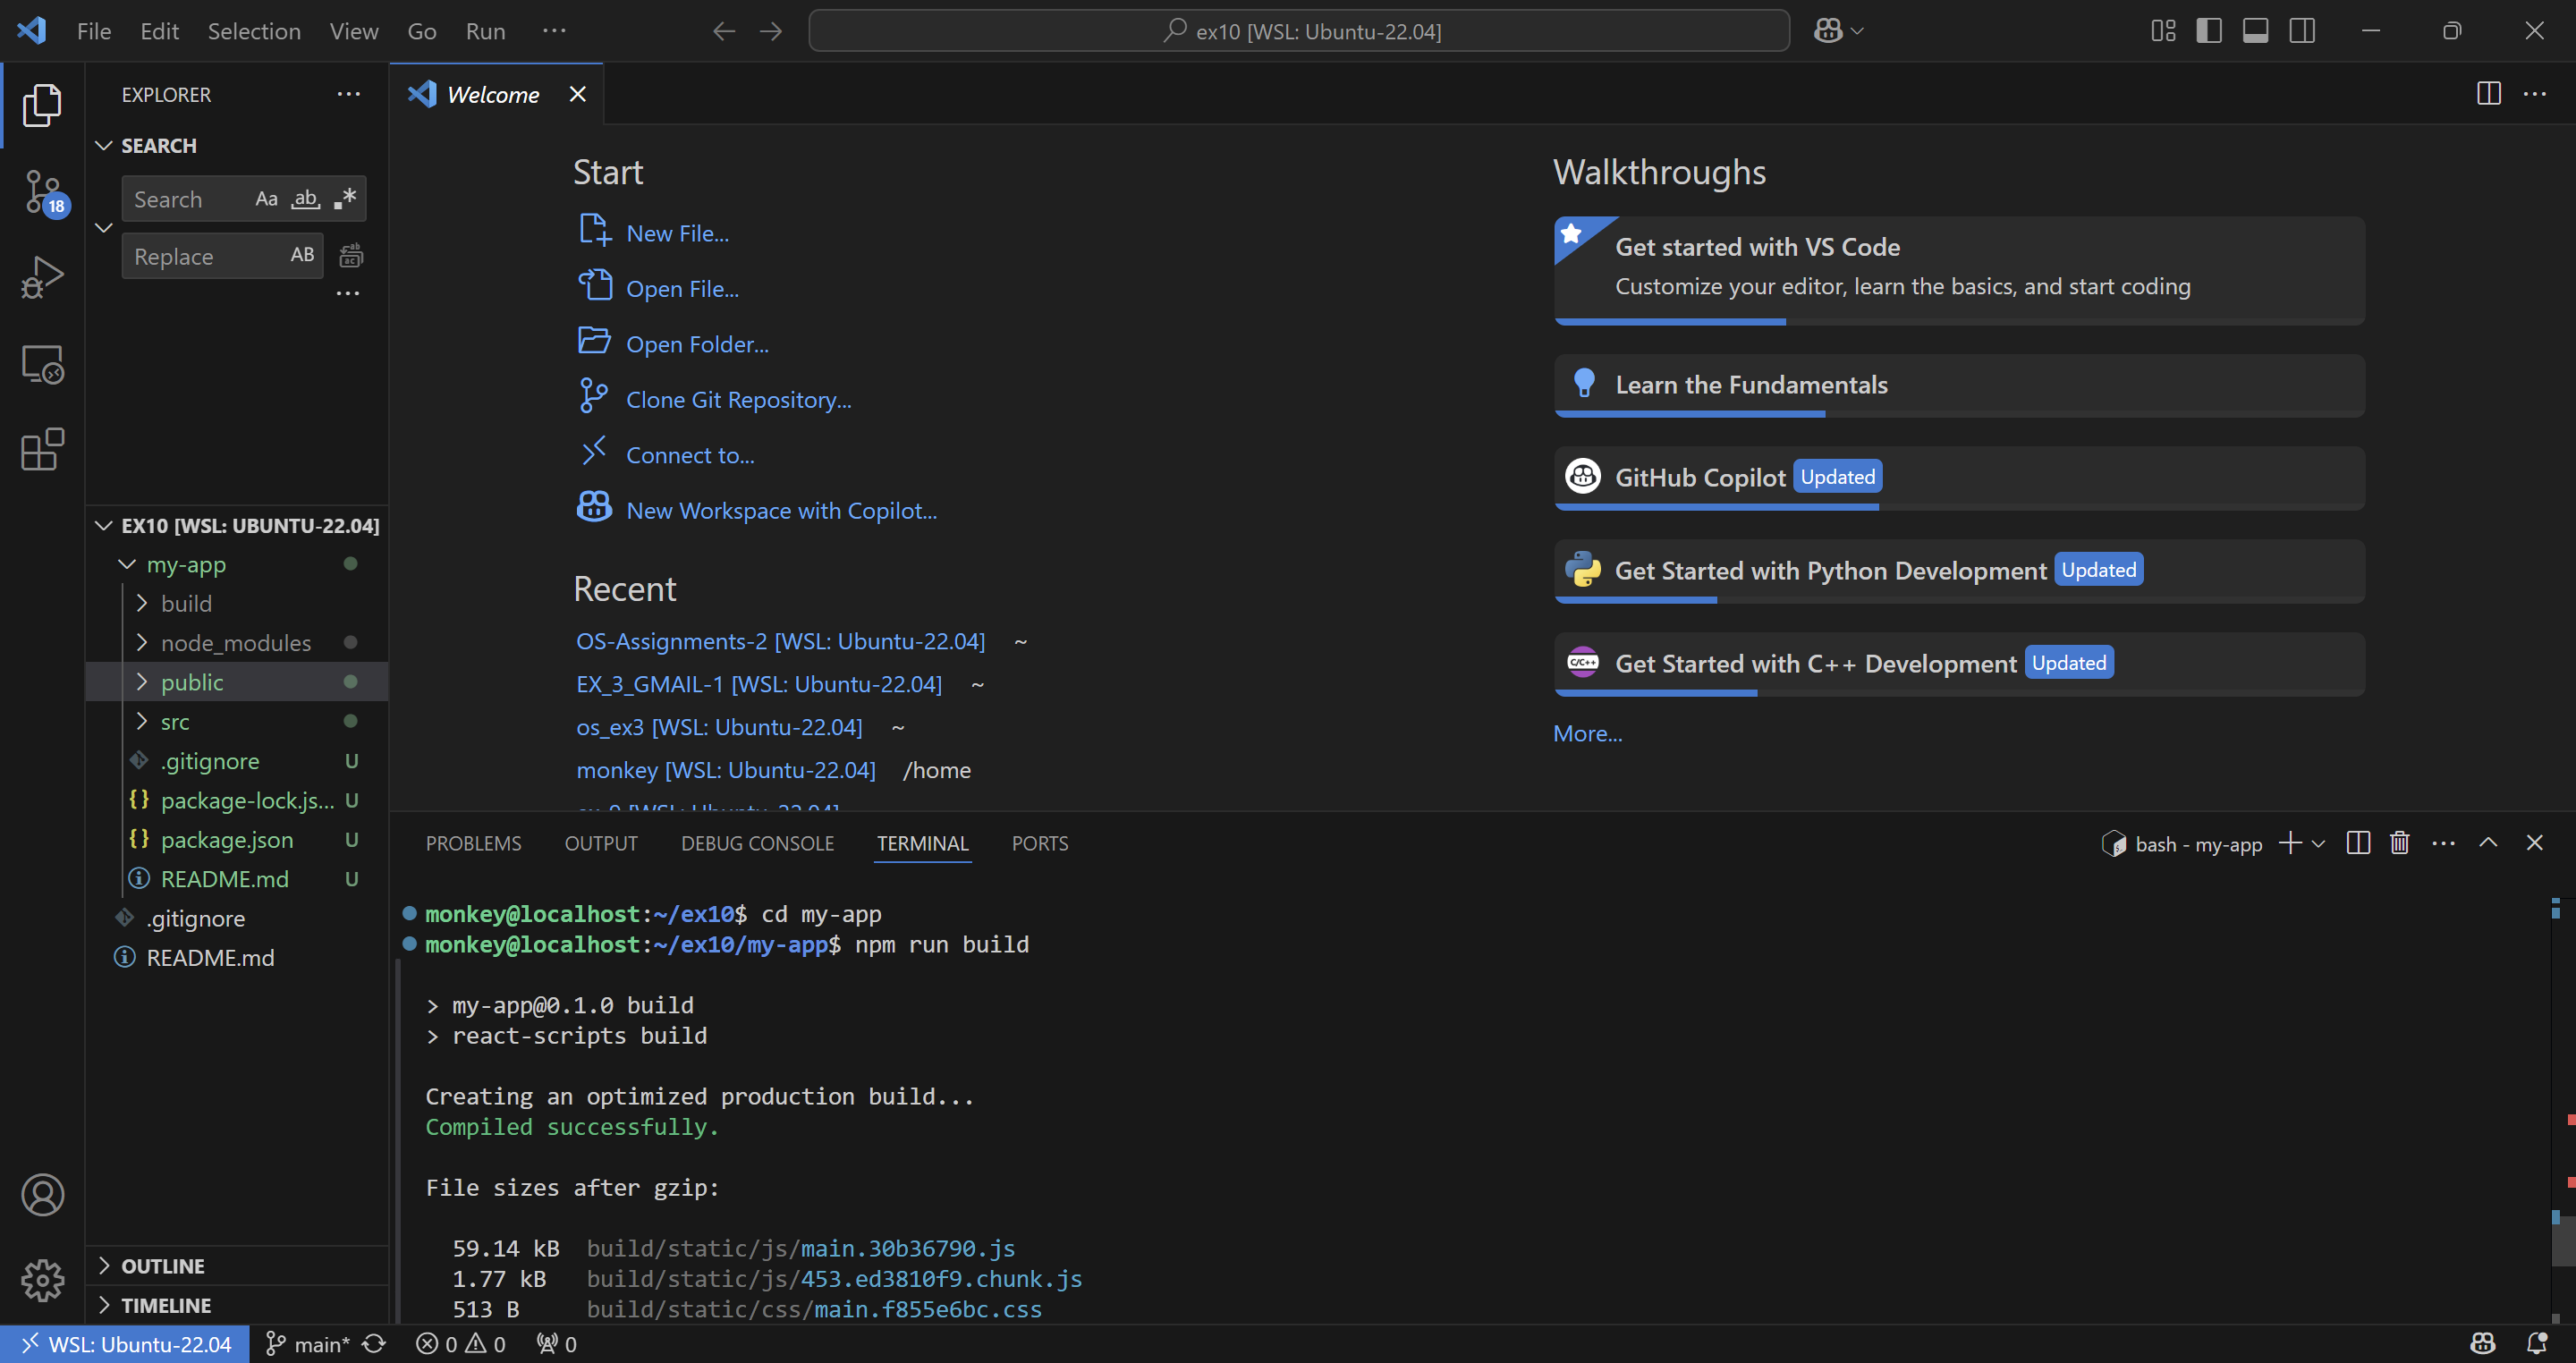 File Edit Selection View Go Run ···
ex10 [WSL: Ubuntu-22.04]
EXPLORER
SEARCH
Search Aa ab .*
Replace AB
18
EX10 [WSL: UBUNTU-22.04]
my-app
build
node_modules
public
src
.gitignore U
package-lock.js... U
package.json U
README.md U
.gitignore
README.md
OUTLINE
TIMELINE
Welcome
Start
New File...
Open File...
Open Folder...
Clone Git Repository...
Connect to...
New Workspace with Copilot...
Recent
OS-Assignments-2 [WSL: Ubuntu-22.04] ~
EX_3_GMAIL-1 [WSL: Ubuntu-22.04] ~
os_ex3 [WSL: Ubuntu-22.04] ~
monkey [WSL: Ubuntu-22.04] /home
Walkthroughs
Get started with VS Code
Customize your editor, learn the basics, and start coding
Learn the Fundamentals
GitHub Copilot Updated
Get Started with Python Development Updated
C/C++ Get Started with C++ Development Updated
More...
PROBLEMS OUTPUT DEBUG CONSOLE TERMINAL PORTS
bash - my-app
monkey@localhost:~/ex10$ cd my-app
monkey@localhost:~/ex10/my-app$ npm run build
> my-app@0.1.0 build
> react-scripts build
Creating an optimized production build...
Compiled successfully.
File sizes after gzip:
59.14 kB build/static/js/main.30b36790.js
1.77 kB build/static/js/453.ed3810f9.chunk.js
513 B build/static/css/main.f855e6bc.css
WSL: Ubuntu-22.04 main* 0 0 0